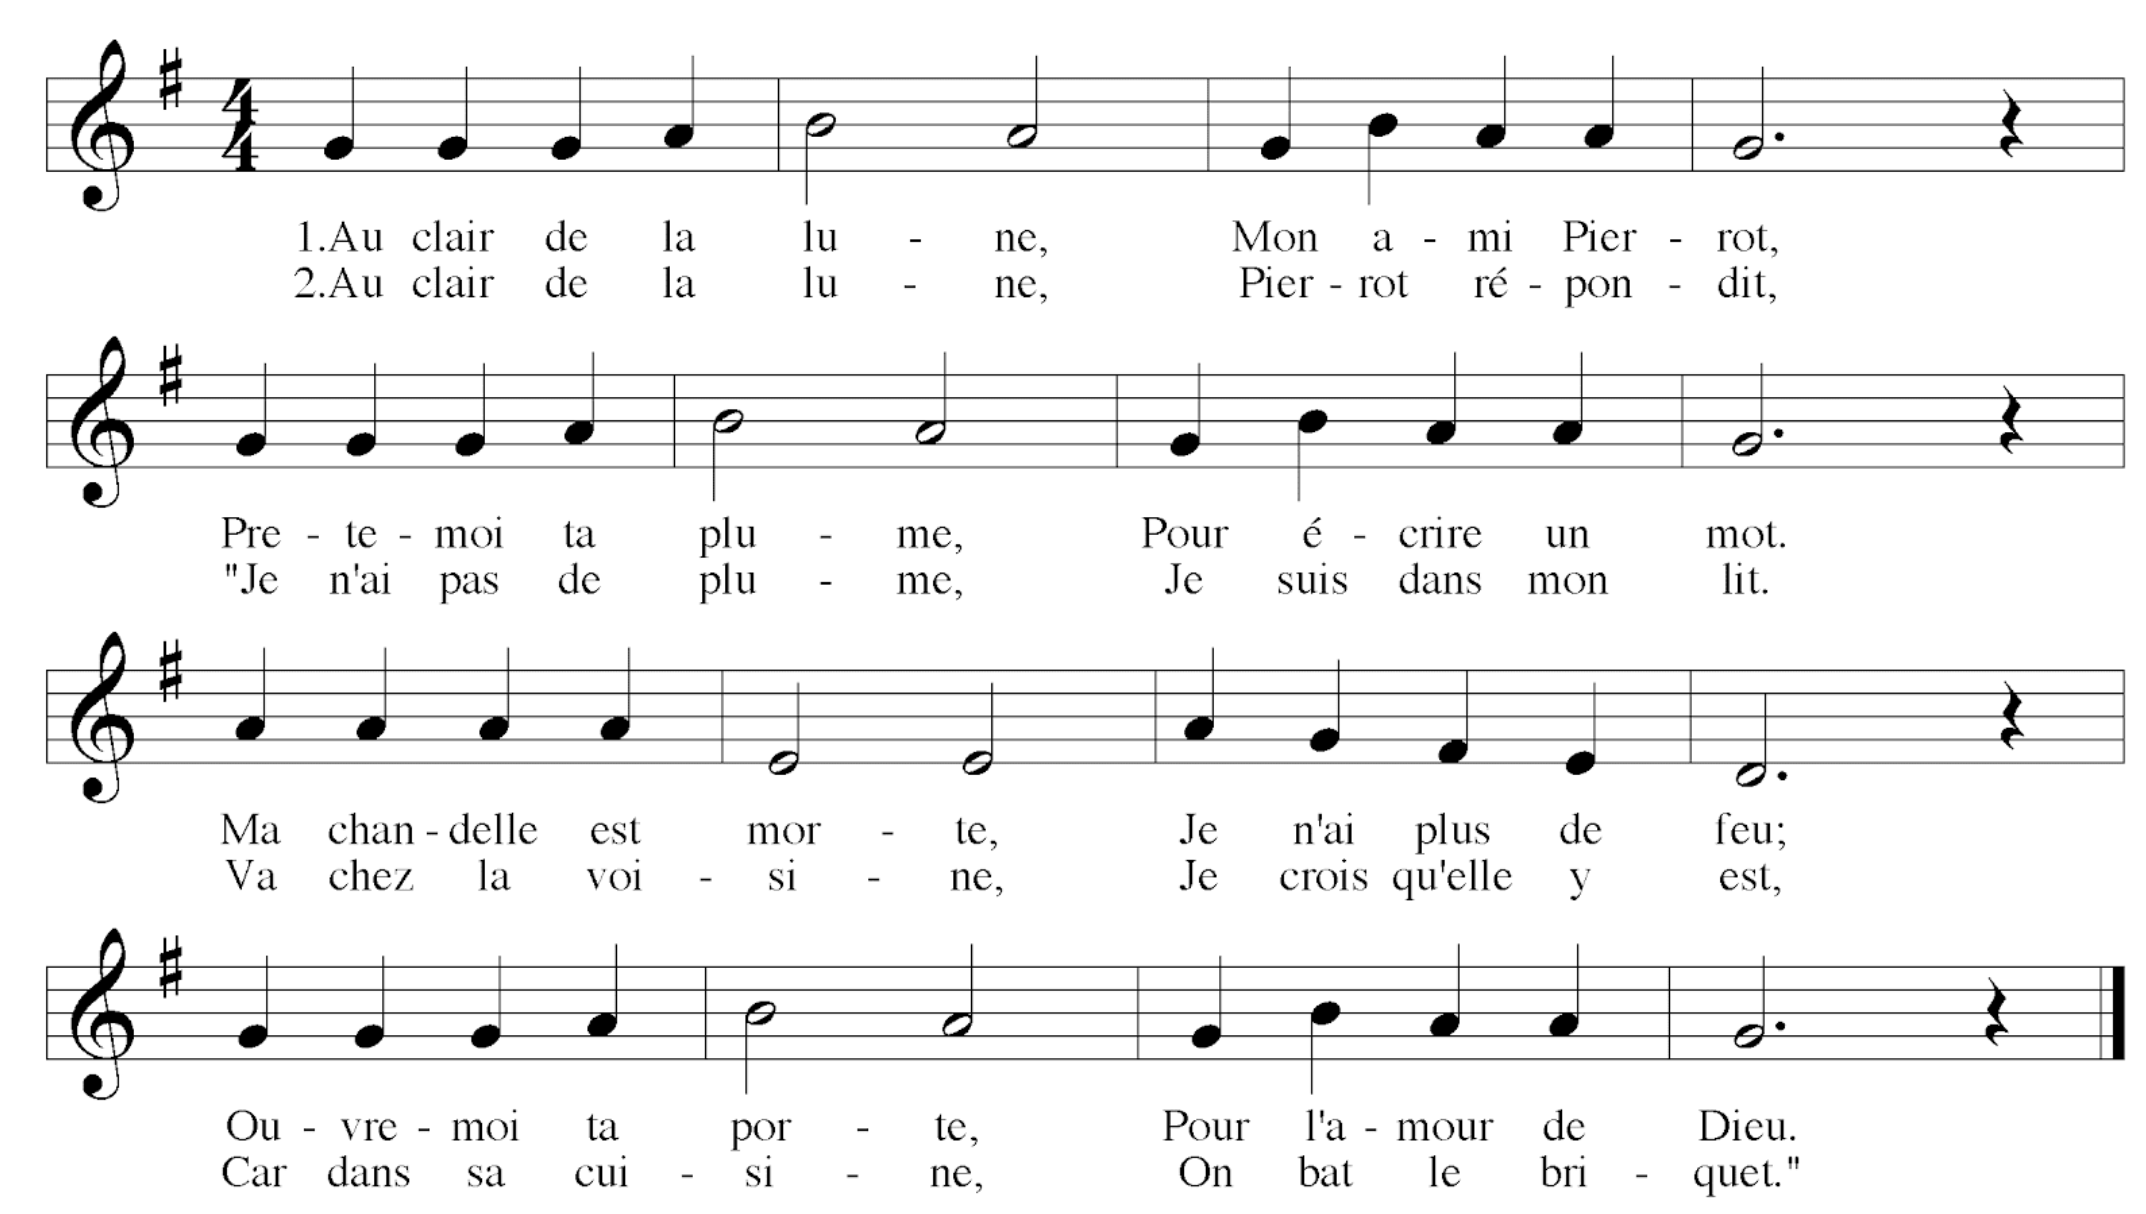 4
4
1.Au clair de la lu - ne, Mon a - mi Pier - rot,
2.Au clair de la lu - ne, Pier - rot ré - pon - dit,
Pre - te - moi ta plu - me, Pour é - crire un mot.
"Je n'ai pas de plu - me, Je suis dans mon lit.
Ma chan - delle est mor - te, Je n'ai plus de feu;
Va chez la voi - si - ne, Je crois qu'elle y est,
Ou - vre - moi ta por - te, Pour l'a - mour de Dieu.
Car dans sa cui - si - ne, On bat le bri - quet."